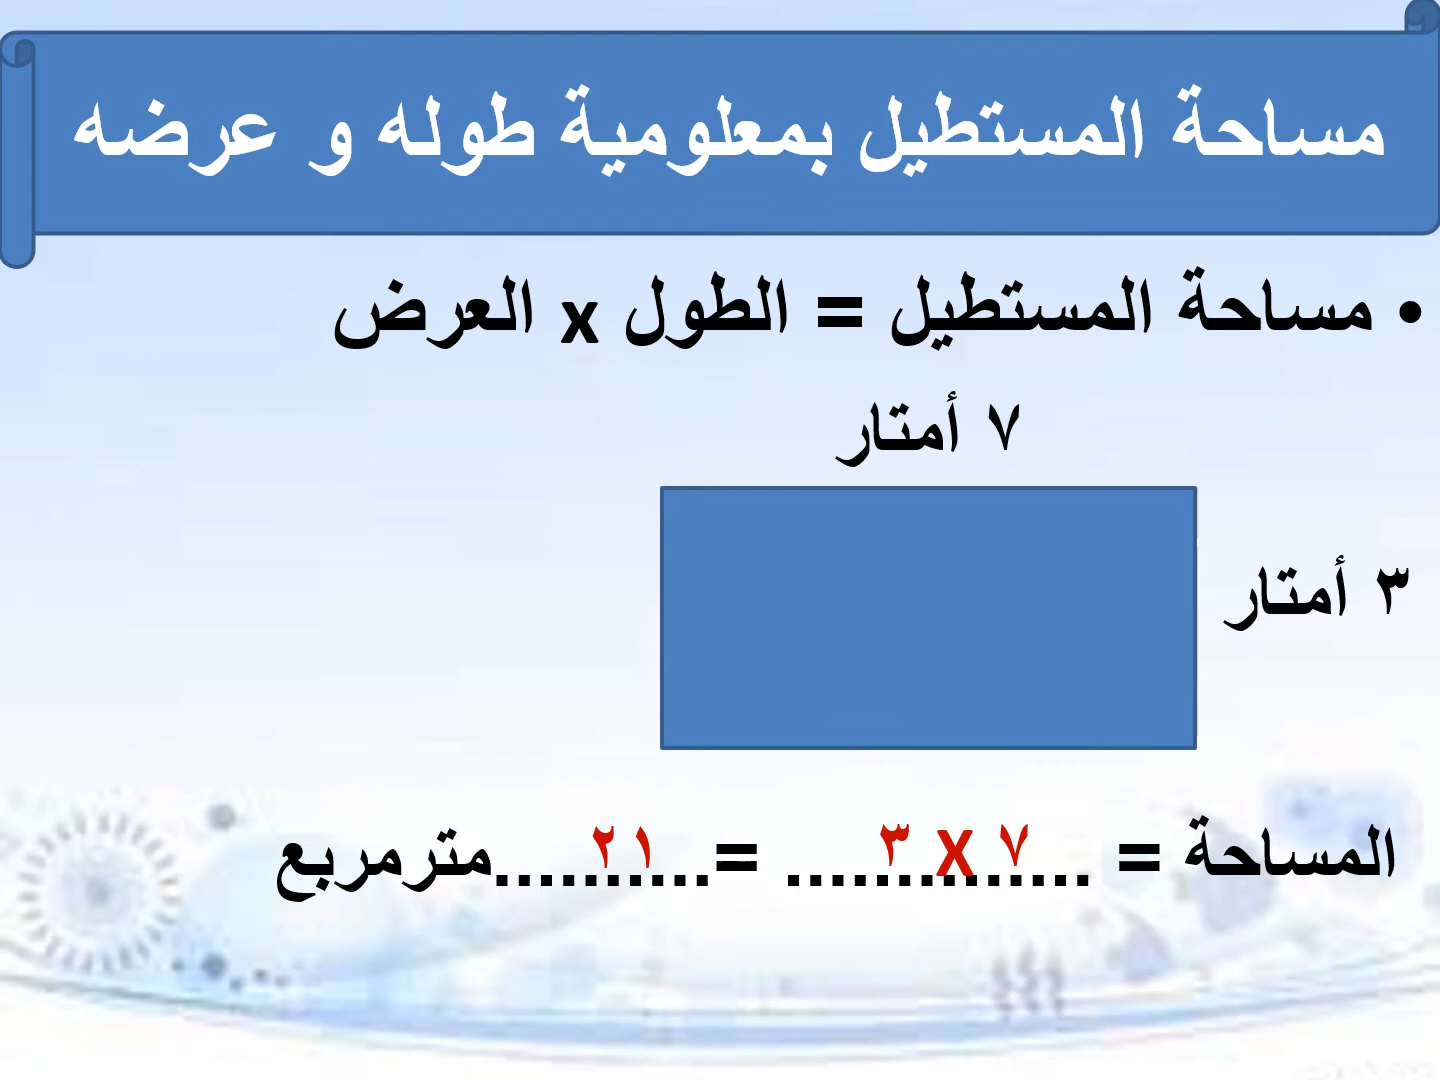 مساحة المستطيل بمعلومية طوله و عرضه
• مساحة المستطيل = الطول x العرض
٧ أمتار
٣ أمتار
المساحة = ..............٧ X ٣ =..........٢١ مترمربع